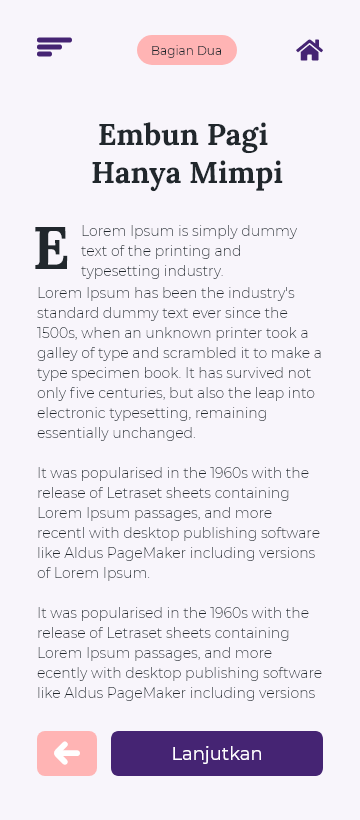 Bagian Dua
Embun Pagi
Hanya Mimpi
E Lorem Ipsum is simply dummy
text of the printing and
typesetting industry.
Lorem Ipsum has been the industry's
standard dummy text ever since the
1500s, when an unknown printer took a
galley of type and scrambled it to make a
type specimen book. It has survived not
only five centuries, but also the leap into
electronic typesetting, remaining
essentially unchanged.
It was popularised in the 1960s with the
release of Letraset sheets containing
Lorem Ipsum passages, and more
recentl with desktop publishing software
like Aldus PageMaker including versions
of Lorem Ipsum.
It was popularised in the 1960s with the
release of Letraset sheets containing
Lorem Ipsum passages, and more
ecently with desktop publishing software
like Aldus PageMaker including versions
Lanjutkan